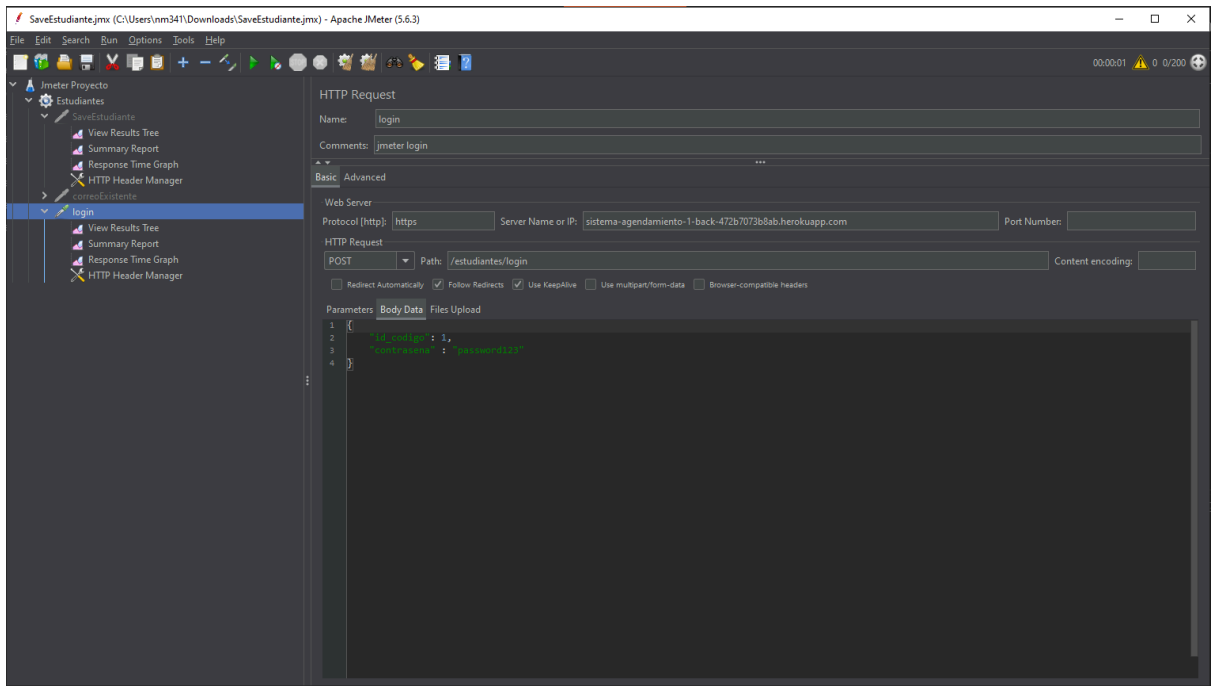 SaveEstudiante.jmx (C:\Users\nm341\Downloads\SaveEstudiante.jmx) - Apache JMeter (5.6.3)
File Edit Search Run Options Tools Help
00:00:01 0 0/200
Jmeter Proyecto
Estudiantes
SaveEstudiante
View Results Tree
Summary Report
Response Time Graph
HTTP Header Manager
correoExistente
login
View Results Tree
Summary Report
Response Time Graph
HTTP Header Manager
HTTP Request
Name: login
Comments: jmeter login
Basic Advanced
Web Server
Protocol [http]: https Server Name or IP: sistema-agendamiento-1-back-472b7073b8ab.herokuapp.com Port Number:
HTTP Request
POST Path: /estudiantes/login Content encoding:
Redirect Automatically Follow Redirects Use KeepAlive Use multipart/form-data Browser-compatible headers
Parameters Body Data Files Upload
1 {
2 "id_codigo": 1,
3 "contrasena" : "password123"
4 }